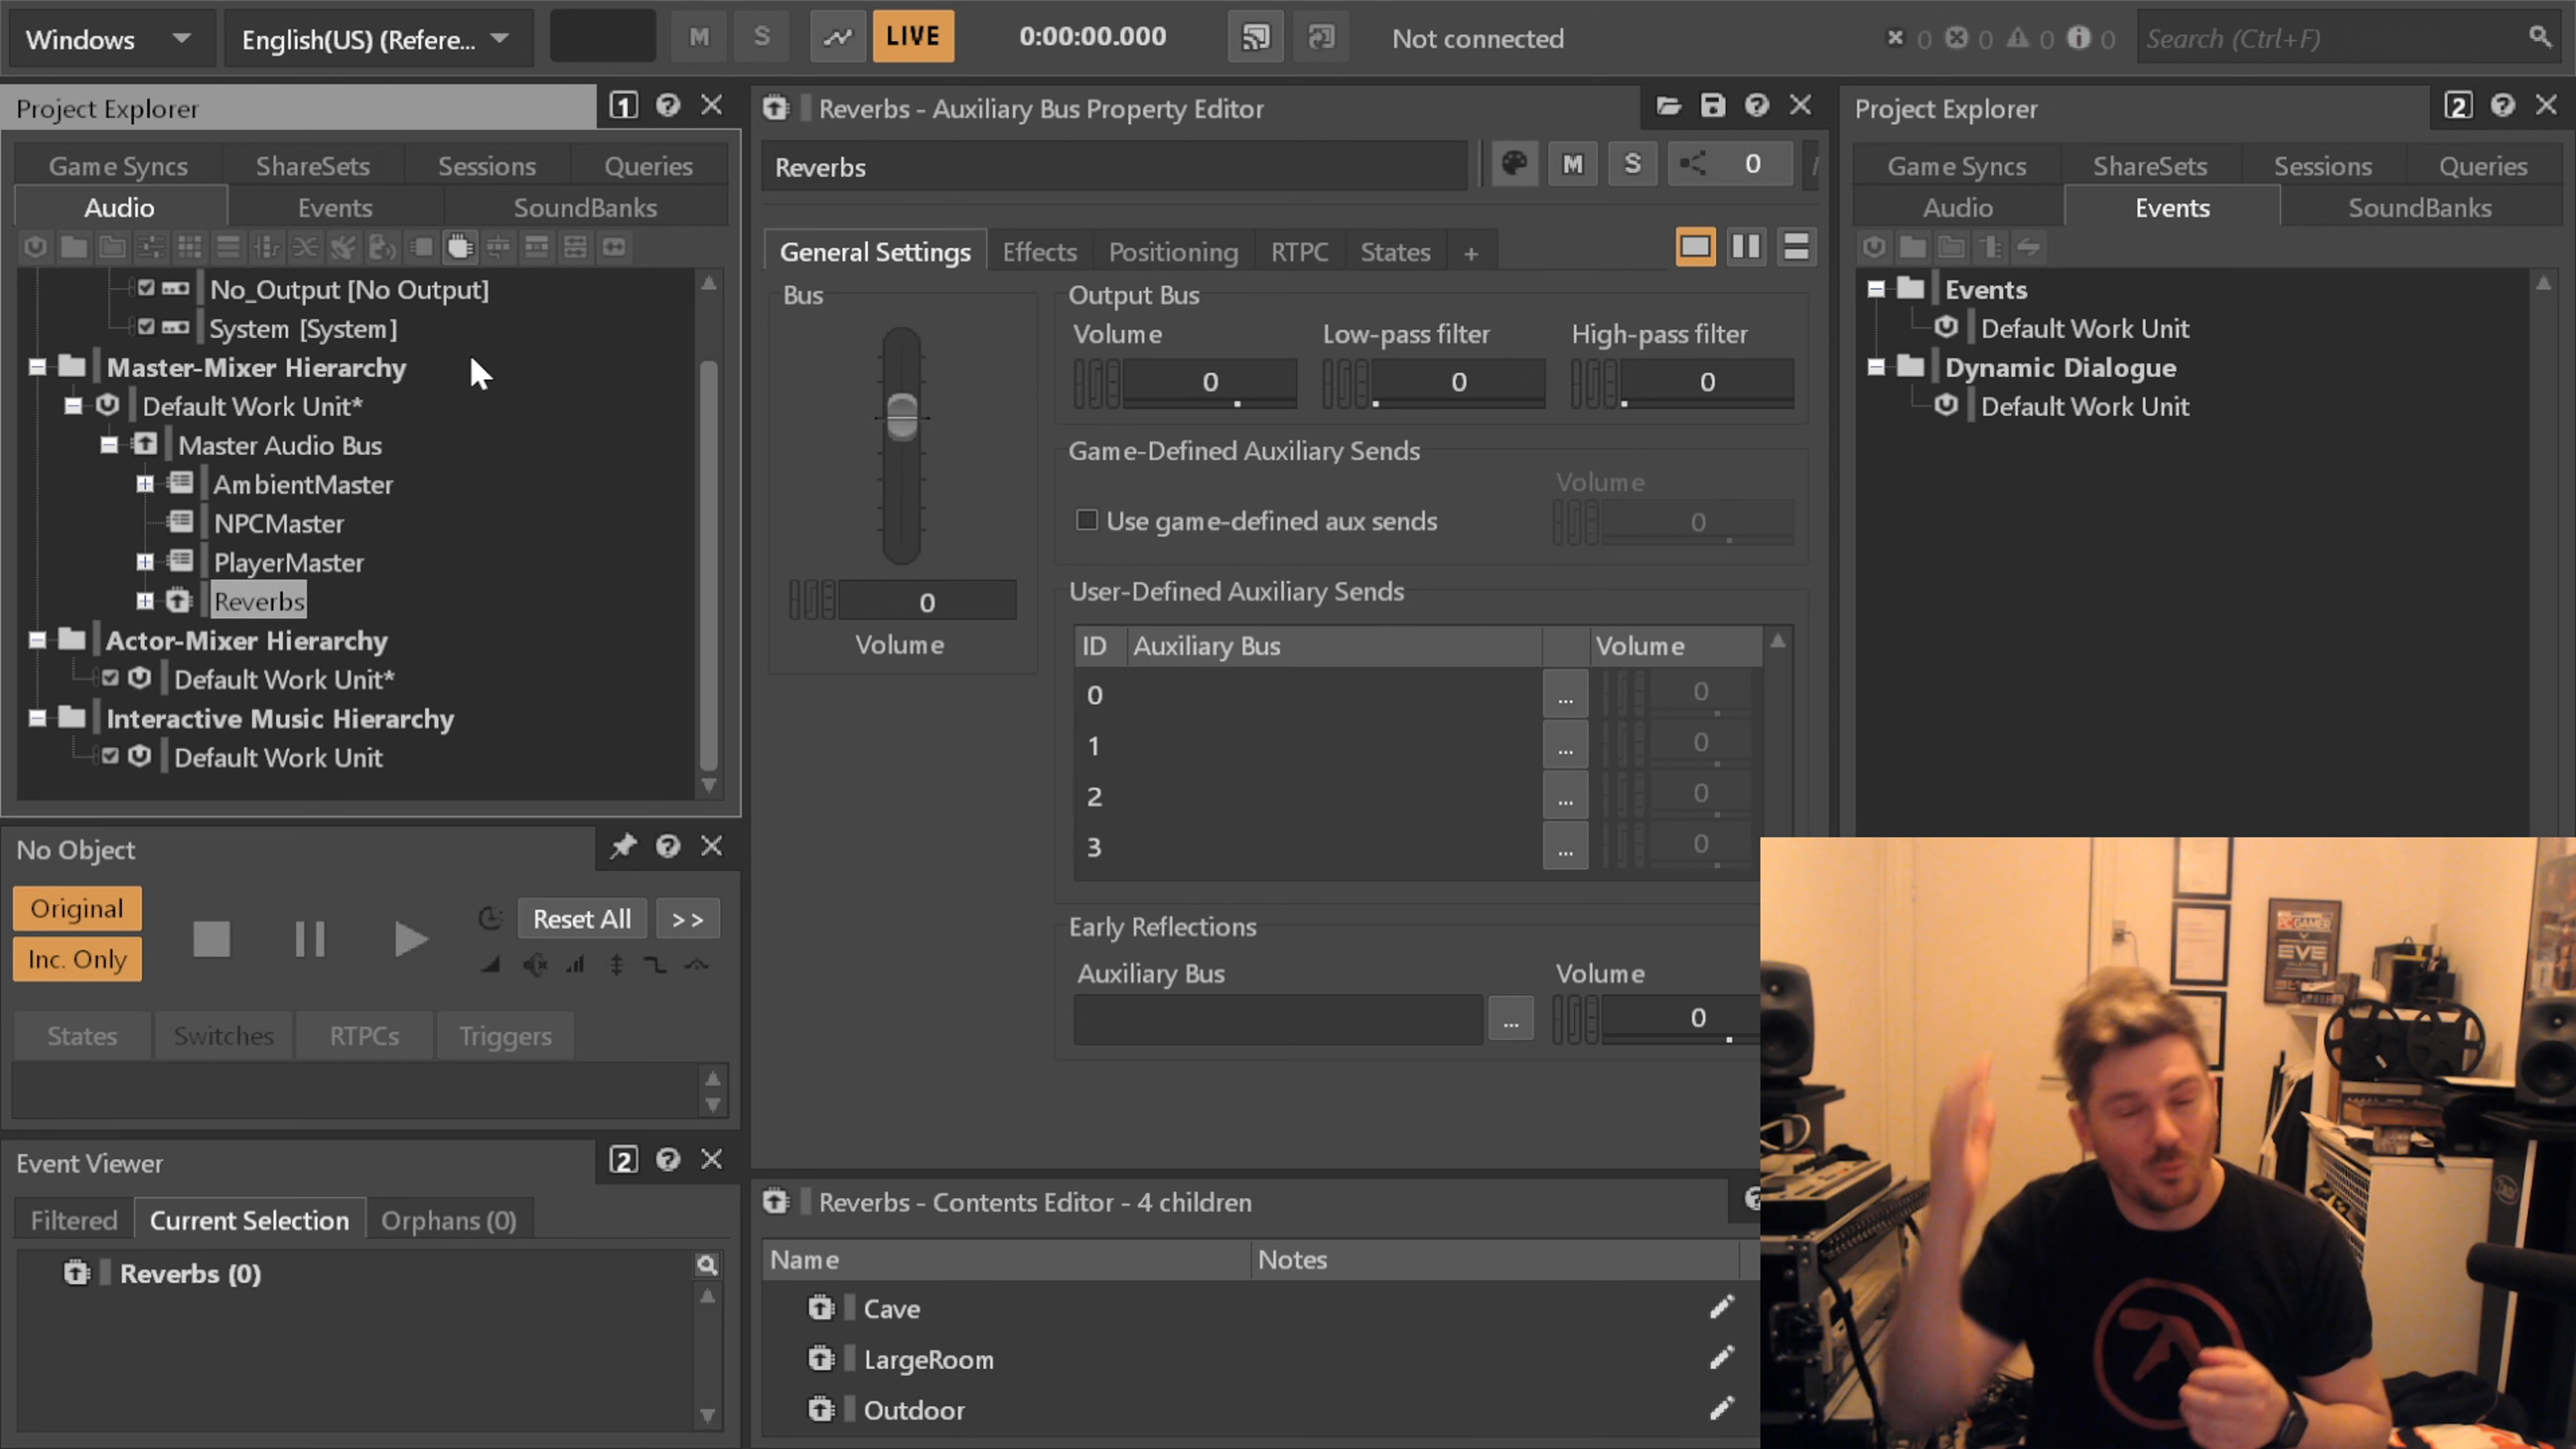 Windows
English(US) (Refere...
M
S
LIVE
0:00:00.000
Not connected
0
0
0
0
Search (Ctrl+F)
Project Explorer
1
Game Syncs
ShareSets
Sessions
Queries
Audio
Events
SoundBanks
No_Output [No Output]
System [System]
Master-Mixer Hierarchy
Default Work Unit*
Master Audio Bus
AmbientMaster
NPCMaster
PlayerMaster
Reverbs
Actor-Mixer Hierarchy
Default Work Unit*
Interactive Music Hierarchy
Default Work Unit
No Object
Original
Inc. Only
Reset All
>>
States
Switches
RTPCs
Triggers
Event Viewer
2
Filtered
Current Selection
Orphans (0)
Reverbs (0)
Reverbs - Auxiliary Bus Property Editor
Reverbs
M
S
0
General Settings
Effects
Positioning
RTPC
States
+
Bus
0
Volume
Output Bus
Volume
Low-pass filter
High-pass filter
0
0
0
Game-Defined Auxiliary Sends
Volume
Use game-defined aux sends
0
User-Defined Auxiliary Sends
ID
Auxiliary Bus
Volume
0
...
0
1
...
0
2
...
0
3
...
0
Early Reflections
Auxiliary Bus
Volume
...
0
Reverbs - Contents Editor - 4 children
Name
Notes
Cave
LargeRoom
Outdoor
Project Explorer
2
Game Syncs
ShareSets
Sessions
Queries
Audio
Events
SoundBanks
Events
Default Work Unit
Dynamic Dialogue
Default Work Unit
PC GAMER
EVE